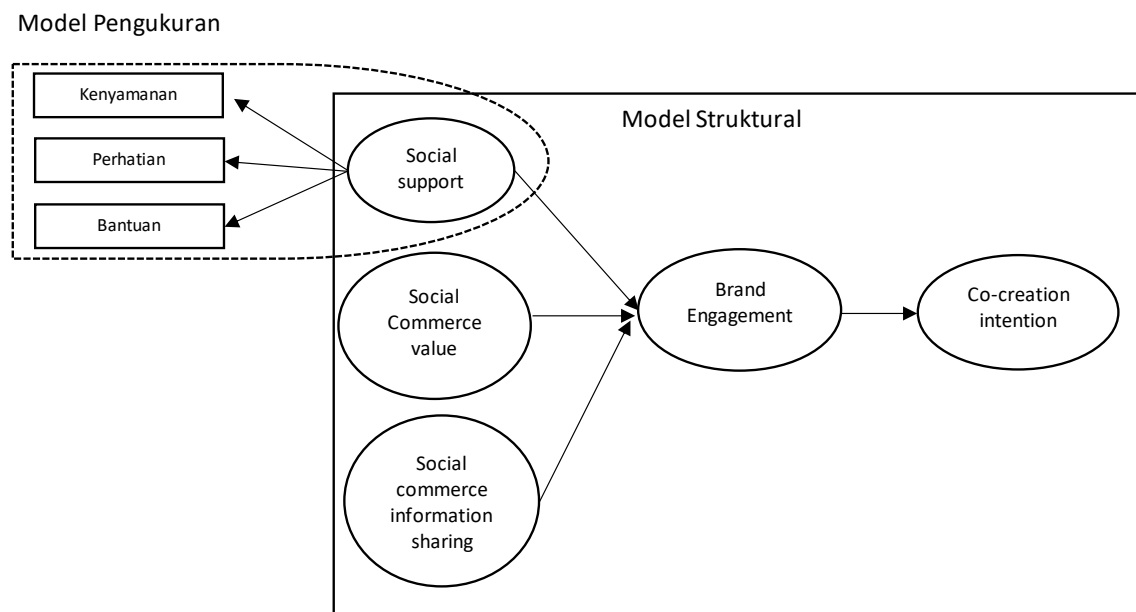 Model Pengukuran
Kenyamanan
Perhatian
Bantuan
Model Struktural
Social
support
Social
Commerce
value
Social
commerce
information
sharing
Brand
Engagement
Co-creation
intention